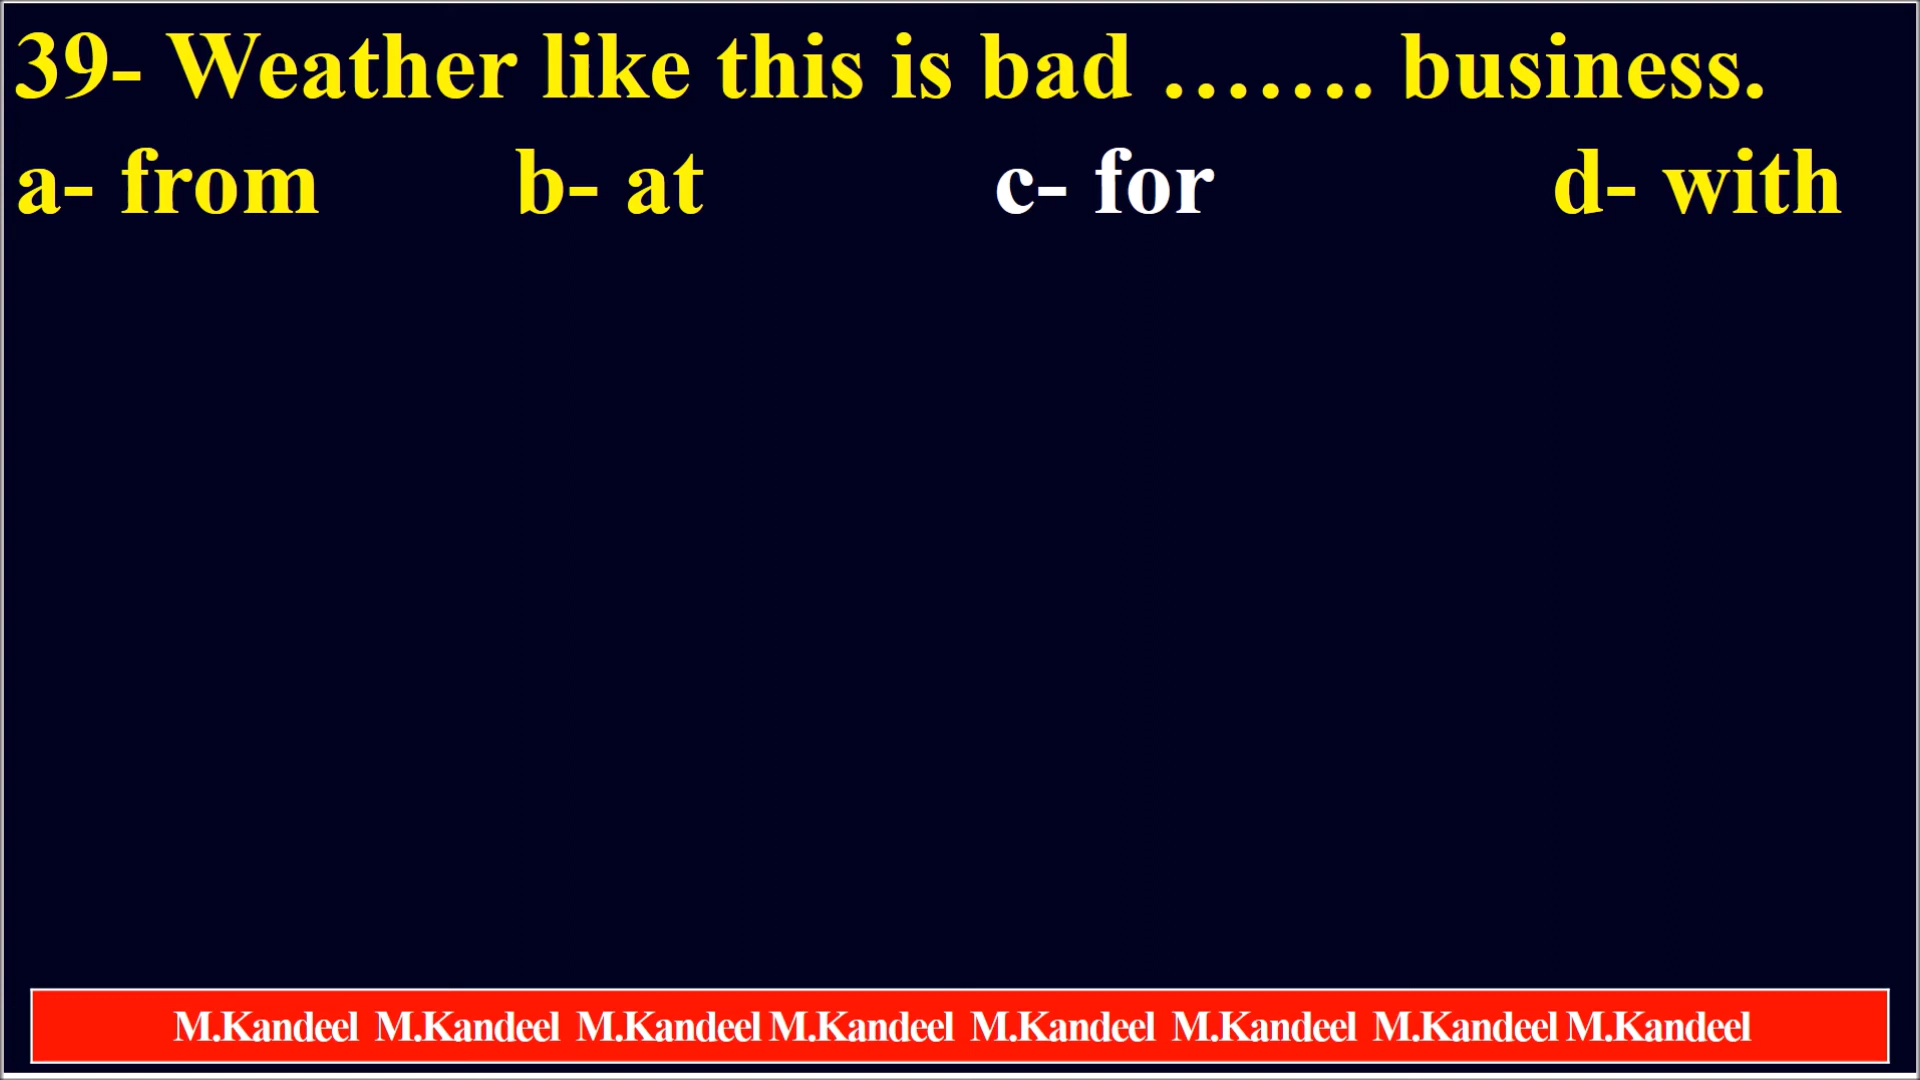 39- Weather like this is bad ……. business.
a- from b- at c- for d- with
M.Kandeel M.Kandeel M.Kandeel M.Kandeel M.Kandeel M.Kandeel M.Kandeel M.Kandeel